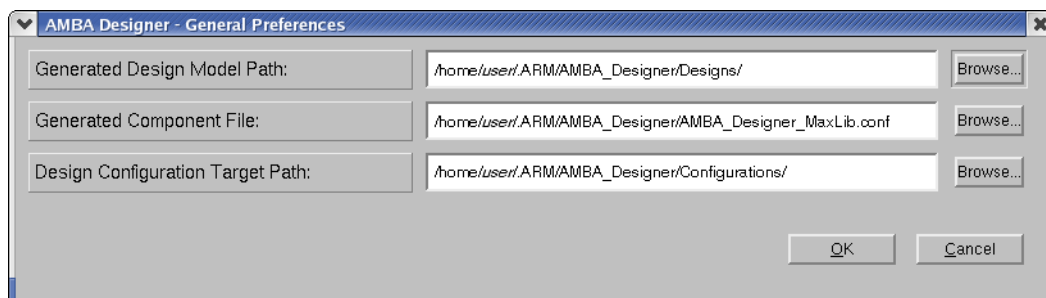 AMBA Designer - General Preferences
Generated Design Model Path: /home/user/.ARM/AMBA_Designer/Designs/ Browse...
Generated Component File: /home/user/.ARM/AMBA_Designer/AMBA_Designer_MaxLib.conf Browse...
Design Configuration Target Path: /home/user/.ARM/AMBA_Designer/Configurations/ Browse...
OK Cancel